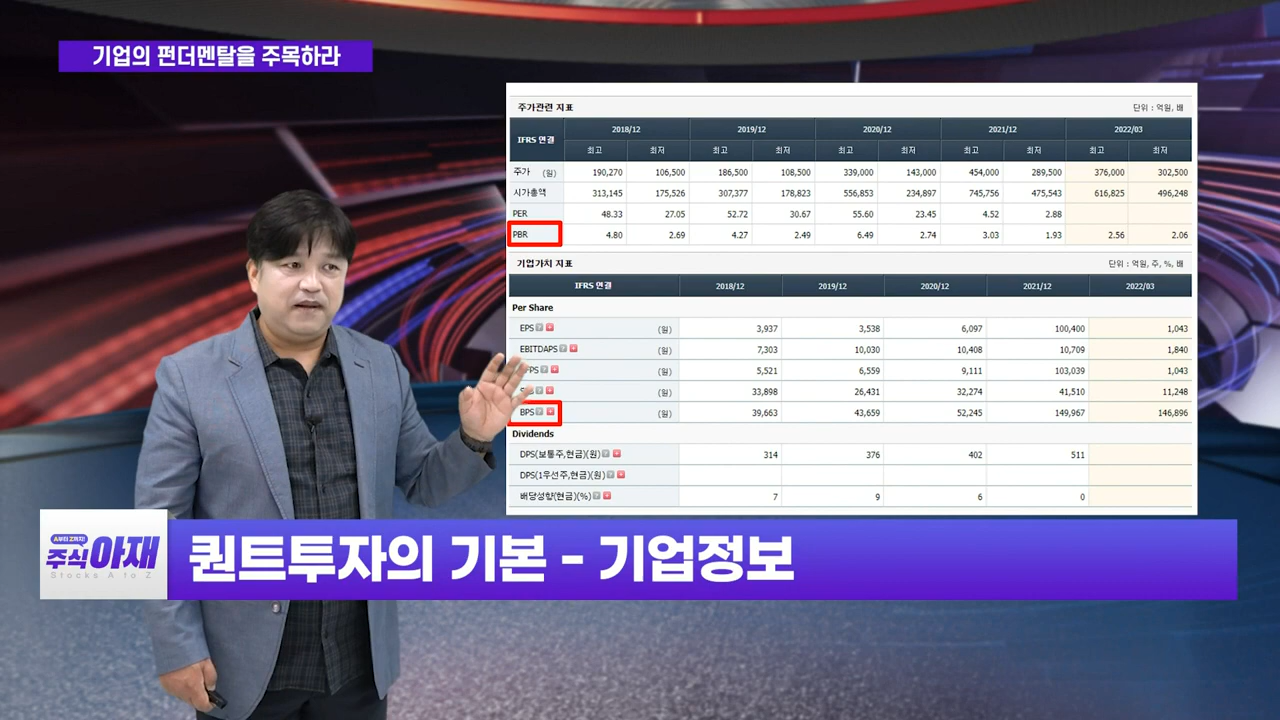 기업의 펀더멘탈을 주목하라
주가관련 지표 단위 : 억원, 배
IFRS 연결 2018/12 2019/12 2020/12 2021/12 2022/03
최고 최저 최고 최저 최고 최저 최고 최저 최고 최저
주가 (원) 190,270 106,500 186,500 108,500 339,000 143,000 454,000 289,500 376,000 302,500
시가총액 313,145 175,526 307,377 178,823 556,853 234,897 745,756 475,543 616,825 496,248
PER 48.33 27.05 52.72 30.67 55.60 23.45 4.52 2.88
PBR 4.80 2.69 4.27 2.49 6.49 2.74 3.03 1.93 2.56 2.06
기업가치 지표 단위 : 억원, 주, %, 배
IFRS 연결 2018/12 2019/12 2020/12 2021/12 2022/03
Per Share
EPS (원) 3,937 3,538 6,097 100,400 1,043
EBITDAPS (원) 7,303 10,030 10,408 10,709 1,840
(원) 5,521 6,559 9,111 103,039 1,043
(원) 33,898 26,431 32,274 41,510 11,248
BPS (원) 39,663 43,659 52,245 149,967 146,896
Dividends
DPS(보통주,현금)(원) 314 376 402 511
DPS(1우선주,현금)(원)
배당성향(현금)(%) 7 9 6 0
A부터 Z까지!
주식아재
Stocks A to Z
퀀트투자의 기본 - 기업정보